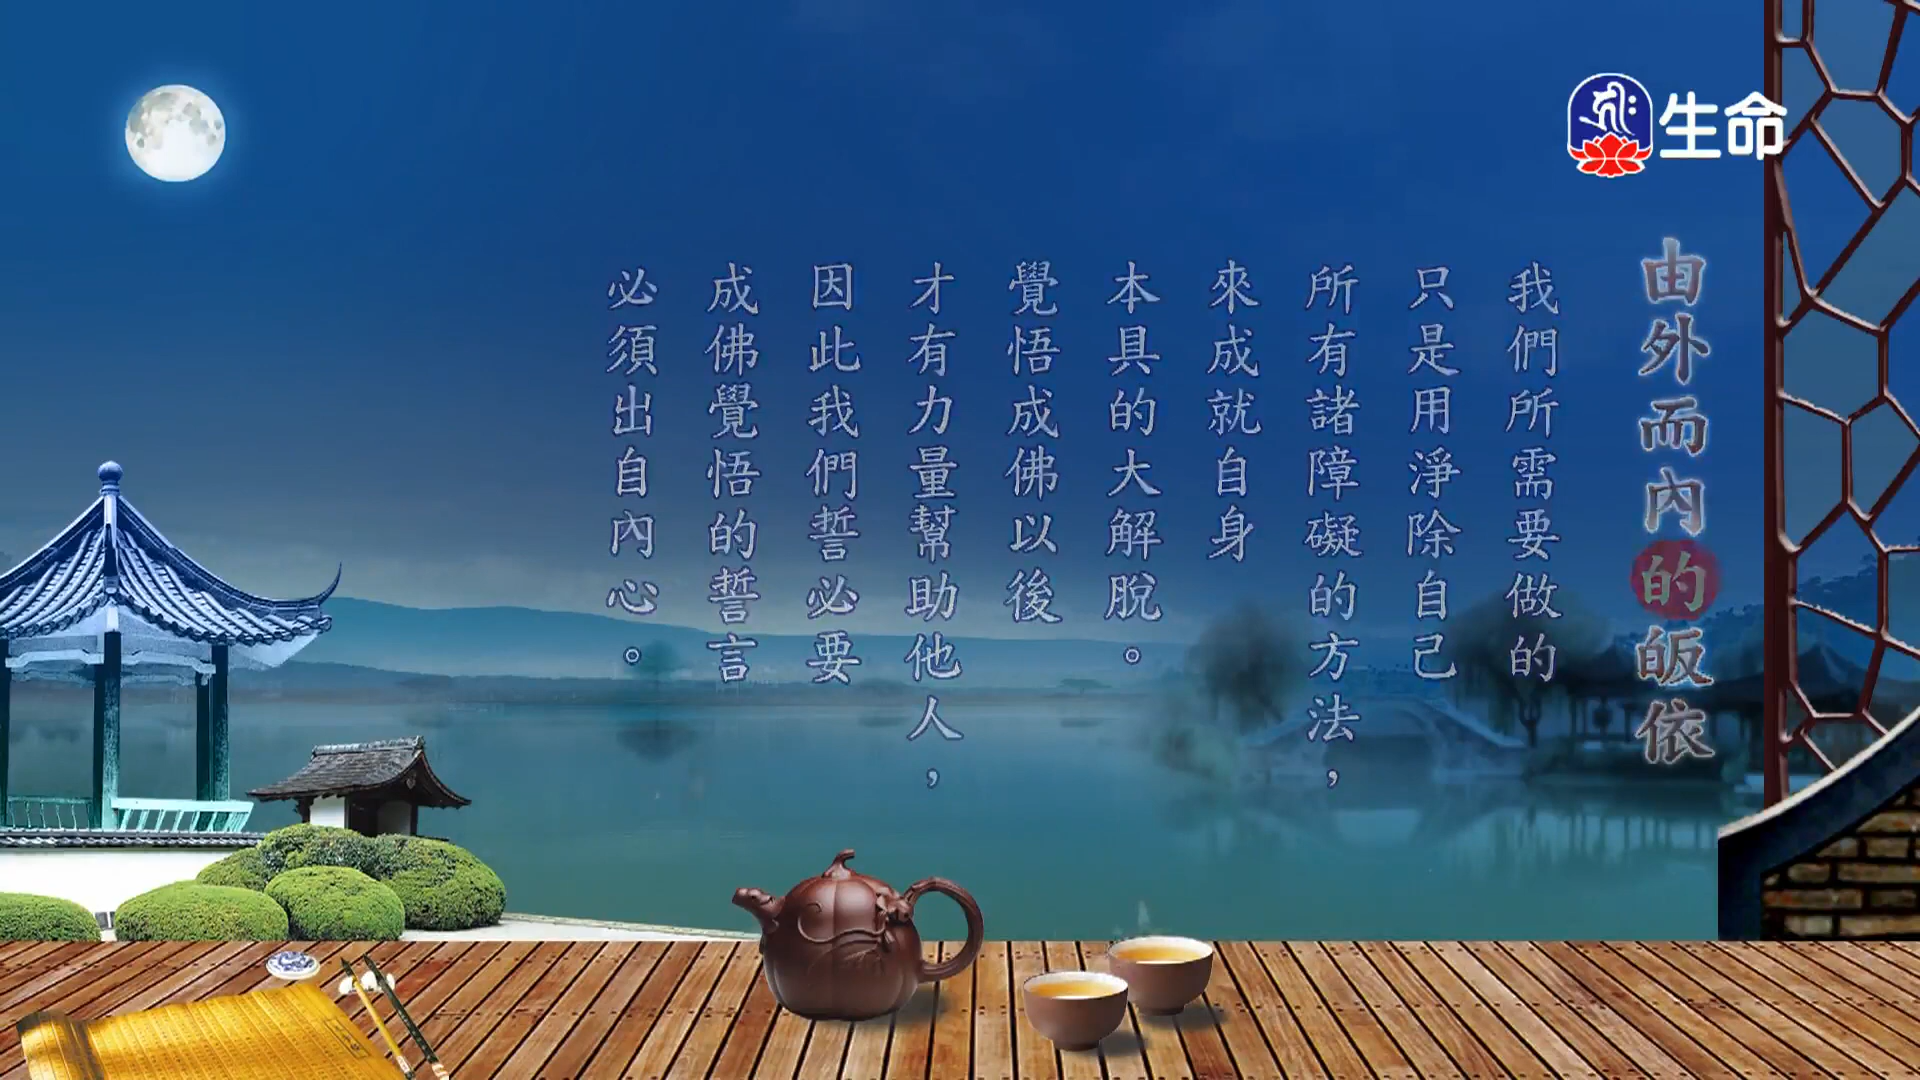 生命
由外而內的皈依
我們所需要做的
只是用淨除自己
所有諸障礙的方法，
來成就自身
本具的大解脫。
覺悟成佛以後
才有力量幫助他人，
因此我們誓必要
成佛覺悟的誓言
必須出自內心。